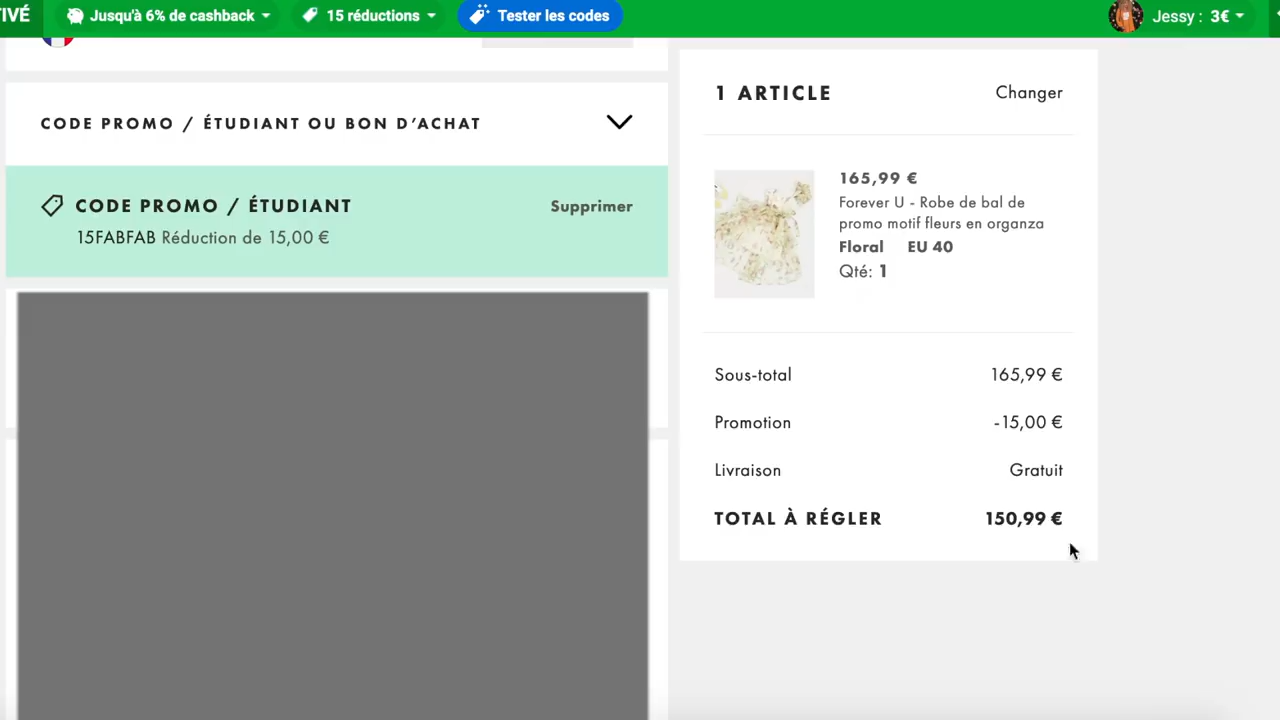 TIVÉ
Jusqu'à 6% de cashback
15 réductions
Tester les codes
Jessy : 3€
CODE PROMO / ÉTUDIANT OU BON D'ACHAT
CODE PROMO / ÉTUDIANT
Supprimer
15FABFAB Réduction de 15,00 €
1 ARTICLE
Changer
165,99 €
Forever U - Robe de bal de
promo motif fleurs en organza
Floral EU 40
Qté: 1
Sous-total 165,99 €
Promotion -15,00 €
Livraison Gratuit
TOTAL À RÉGLER 150,99 €